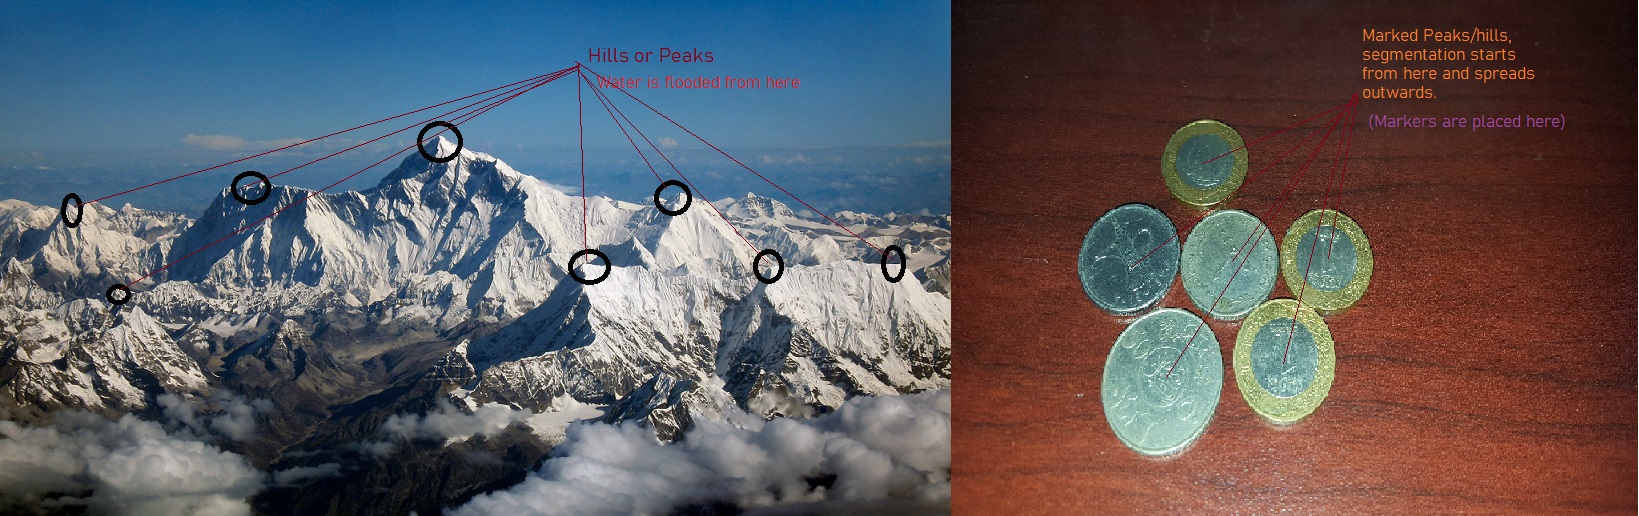 Hills or Peaks
Water is flooded from here
Marked Peaks/hills,
segmentation starts
from here and spreads
outwards.
(Markers are placed here)